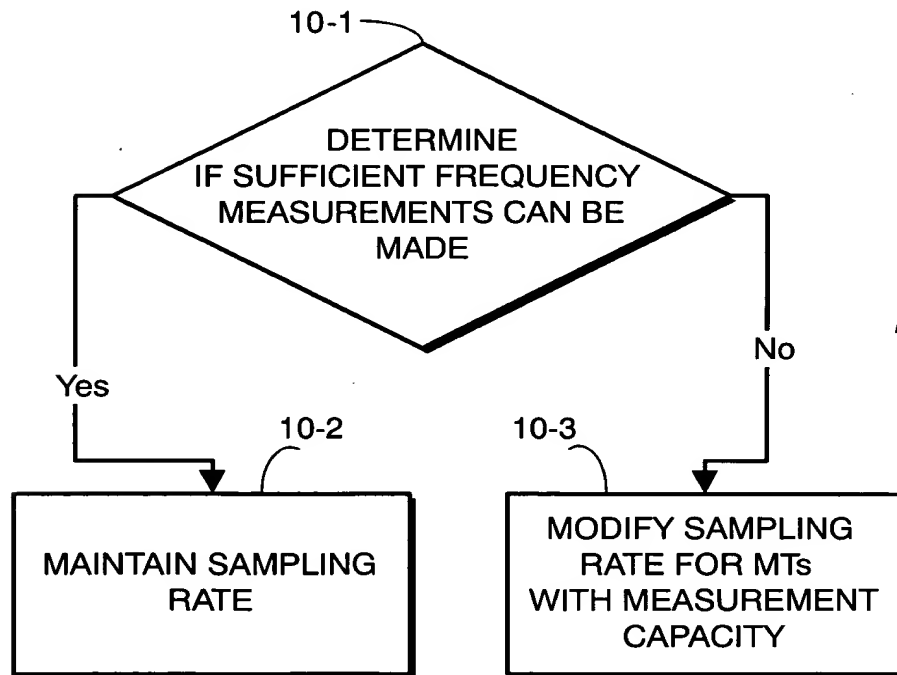 10-1
DETERMINE
IF SUFFICIENT FREQUENCY
MEASUREMENTS CAN BE
MADE
Yes
No
10-2
10-3
MAINTAIN SAMPLING
RATE
MODIFY SAMPLING
RATE FOR MTs
WITH MEASUREMENT
CAPACITY